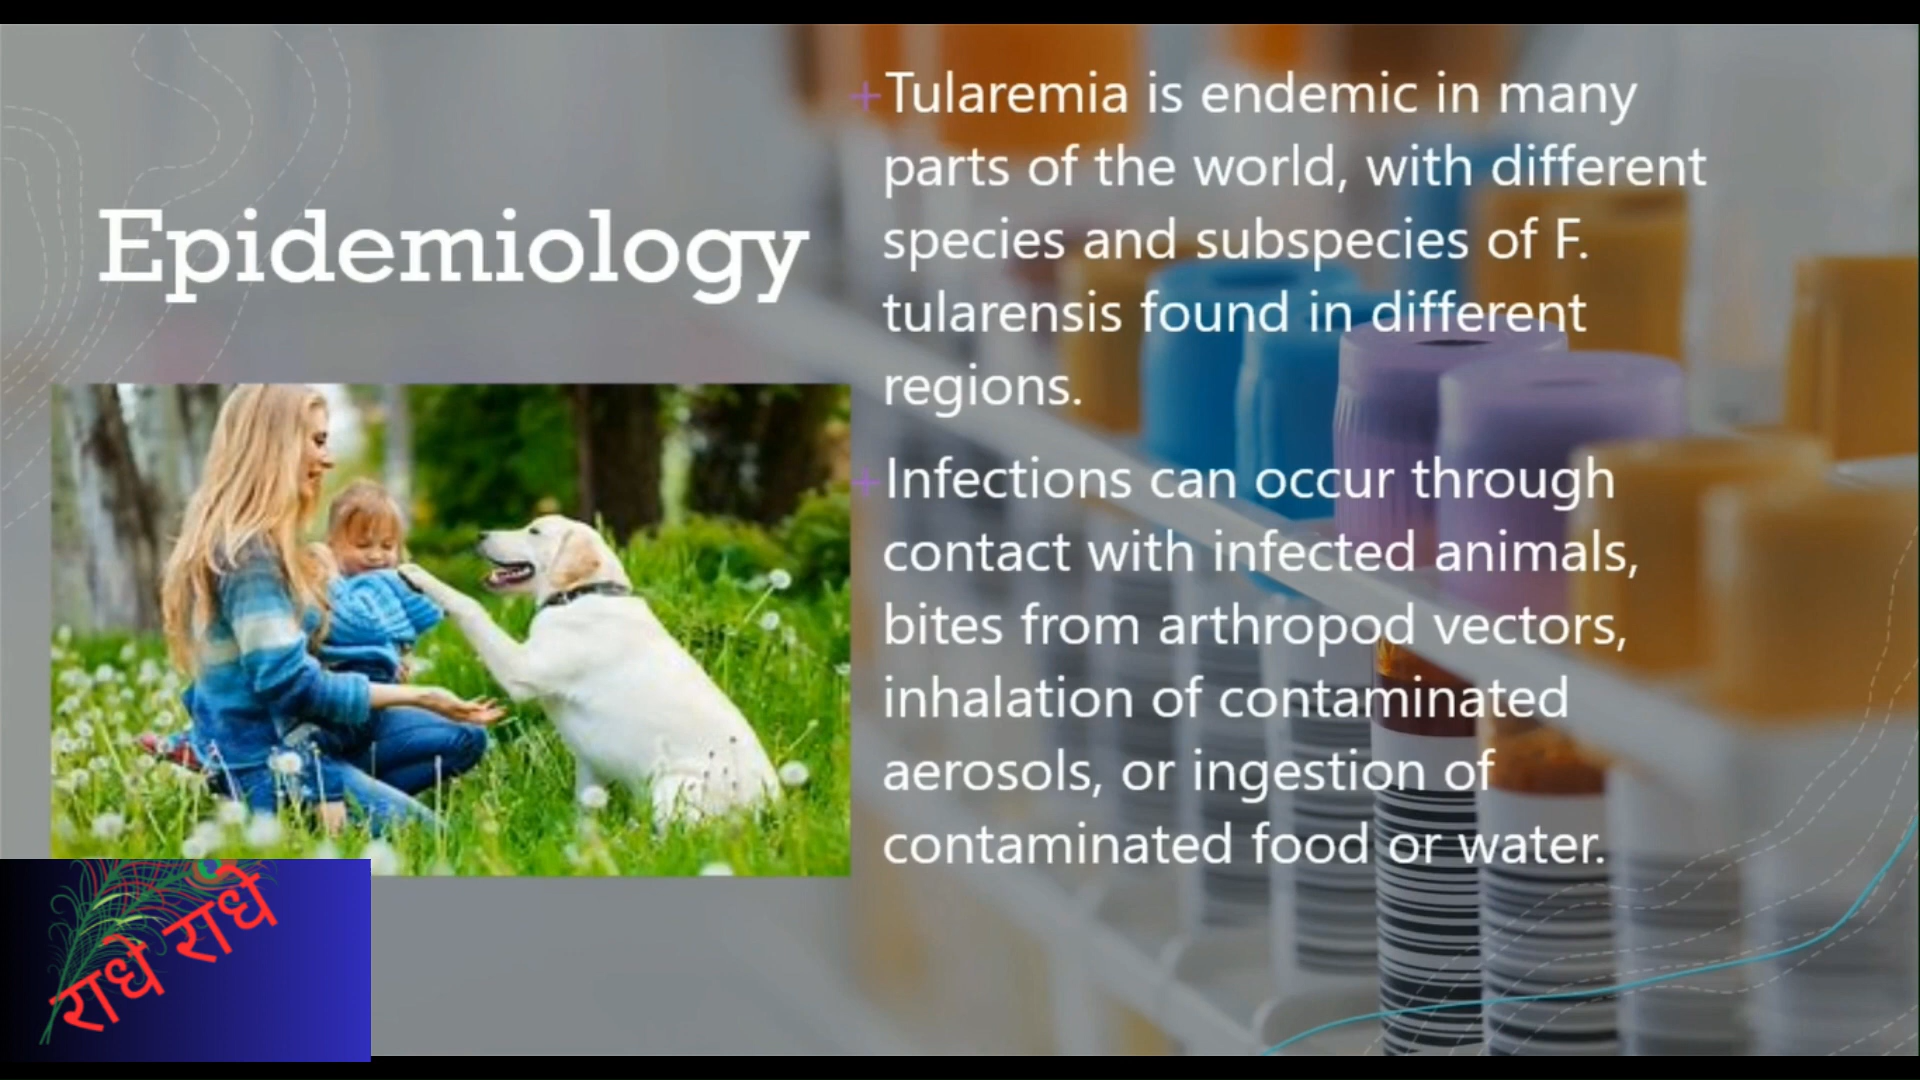 Epidemiology
+Tularemia is endemic in many
parts of the world, with different
species and subspecies of F.
tularensis found in different
regions.
+Infections can occur through
contact with infected animals,
bites from arthropod vectors,
inhalation of contaminated
aerosols, or ingestion of
contaminated food or water.
राधे राधे